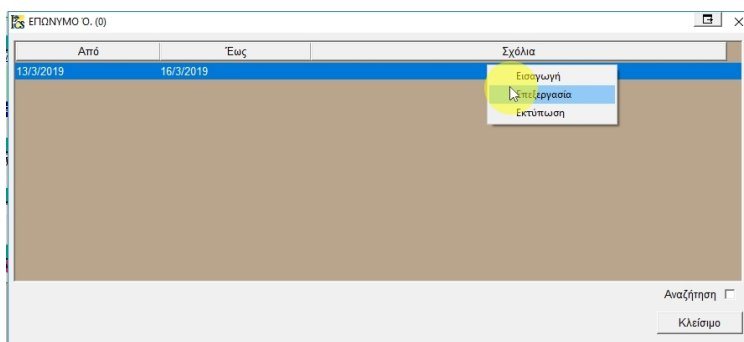 ΕΠΩΝΥΜΟ Ό. (0)
Από Έως Σχόλια
13/3/2019 16/3/2019
Εισαγωγή
Επεξεργασία
Εκτύπωση
Αναζήτηση
Κλείσιμο